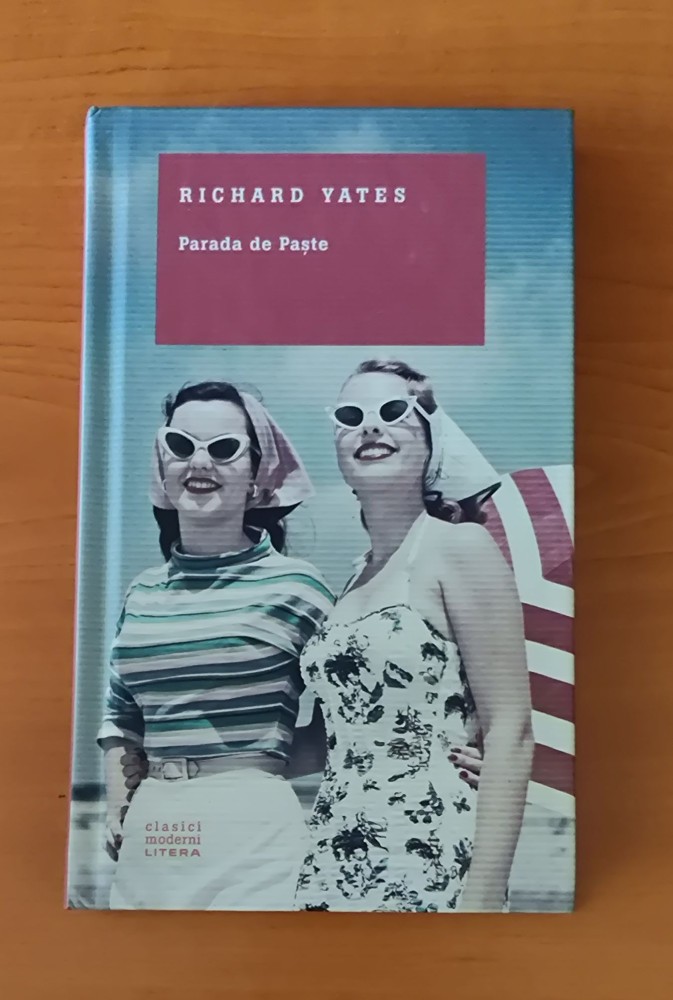 RICHARD YATES
Parada de Paște
clasici
moderni
LITERA